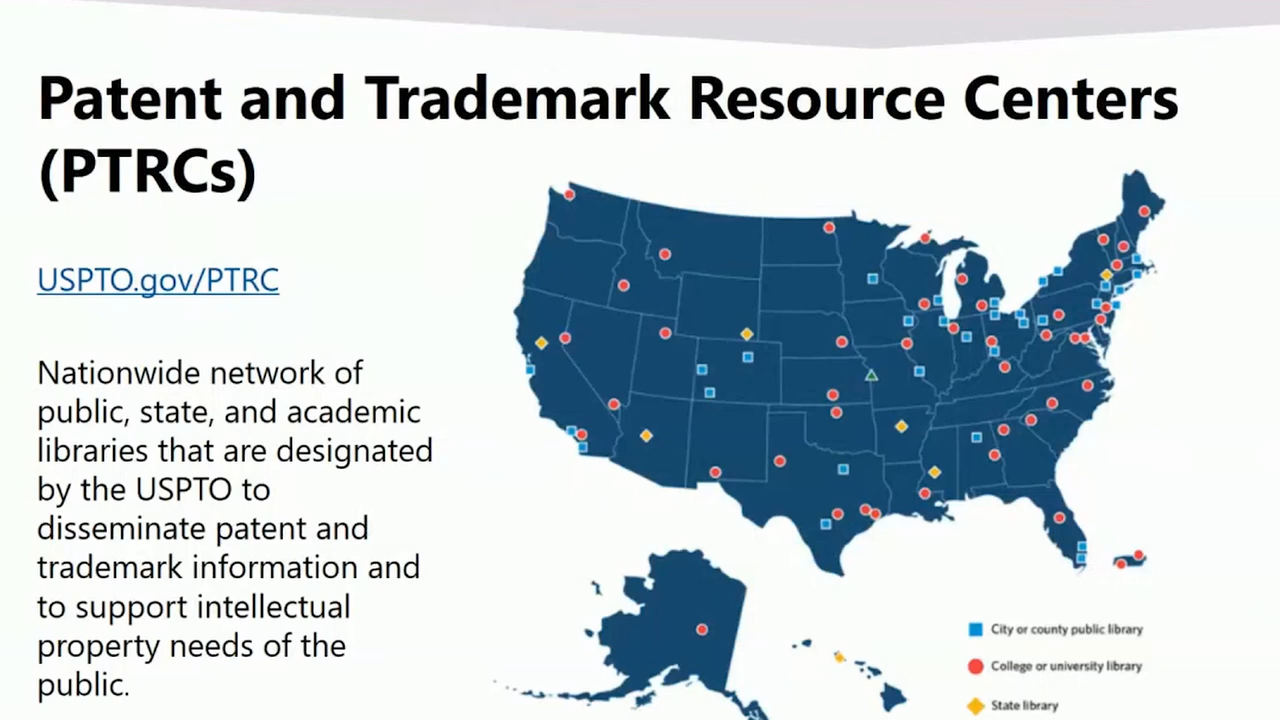 Patent and Trademark Resource Centers
(PTRCs)
USPTO.gov/PTRC
Nationwide network of
public, state, and academic
libraries that are designated
by the USPTO to
disseminate patent and
trademark information and
to support intellectual
property needs of the
public.
City or county public library
College or university library
State library